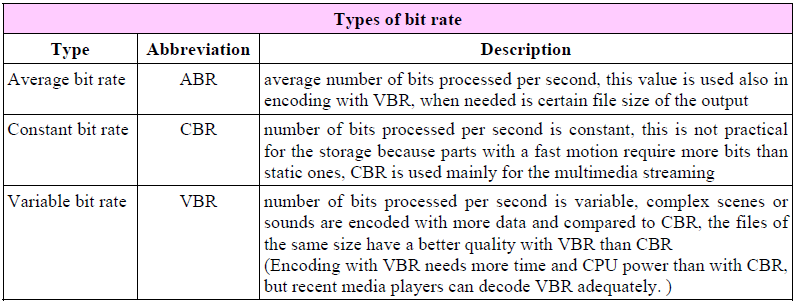 Types of bit rate
Type Abbreviation Description
Average bit rate ABR average number of bits processed per second, this value is used also in
encoding with VBR, when needed is certain file size of the output
Constant bit rate CBR number of bits processed per second is constant, this is not practical
for the storage because parts with a fast motion require more bits than
static ones, CBR is used mainly for the multimedia streaming
Variable bit rate VBR number of bits processed per second is variable, complex scenes or
sounds are encoded with more data and compared to CBR, the files of
the same size have a better quality with VBR than CBR
(Encoding with VBR needs more time and CPU power than with CBR,
but recent media players can decode VBR adequately. )